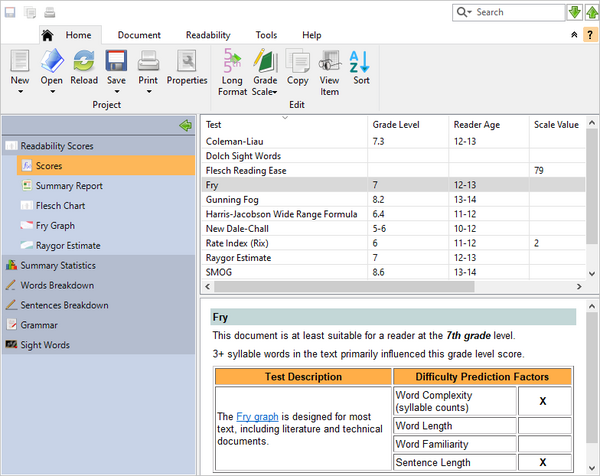 Search
Home Document Readability Tools Help
?
New Open Reload Save Print Properties Long Format Grade Scale Copy View Item Sort
Project Edit
Readability Scores
Scores
Summary Report
Flesch Chart
Fry Graph
Raygor Estimate
Summary Statistics
Words Breakdown
Sentences Breakdown
Grammar
Sight Words
Test Grade Level Reader Age Scale Value
Coleman-Liau 7.3 12-13
Dolch Sight Words
Flesch Reading Ease 79
Fry 7 12-13
Gunning Fog 8.2 13-14
Harris-Jacobson Wide Range Formula 6.4 11-12
New Dale-Chall 5-6 10-12
Rate Index (Rix) 6 11-12 2
Raygor Estimate 7 12-13
SMOG 8.6 13-14
Fry
This document is at least suitable for a reader at the 7th grade level.
3+ syllable words in the text primarily influenced this grade level score.
Test Description Difficulty Prediction Factors
The Fry graph is designed for most
text, including literature and technical
documents.
Word Complexity
(syllable counts) X
Word Length
Word Familiarity
Sentence Length X